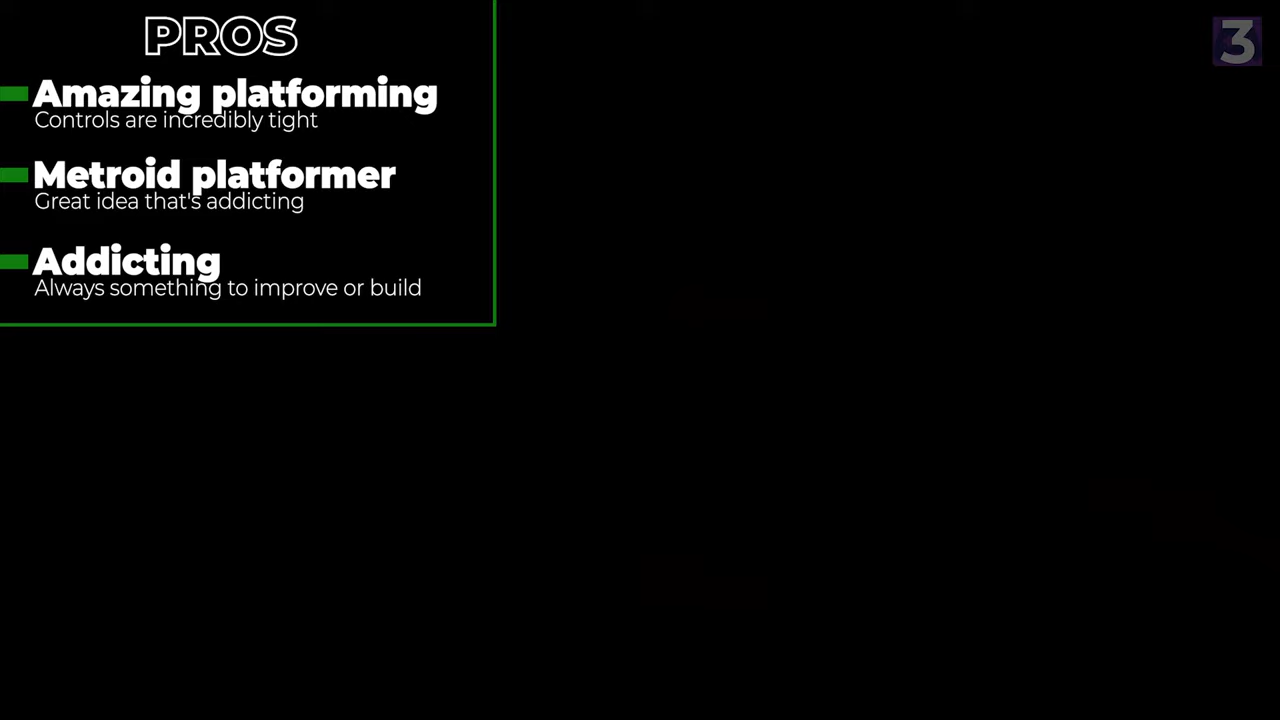 PROS
3
Amazing platforming
Controls are incredibly tight
Metroid platformer
Great idea that's addicting
Addicting
Always something to improve or build